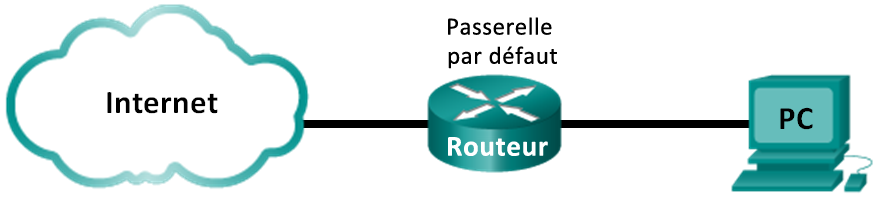 Passerelle
par défaut
Internet
Routeur
PC